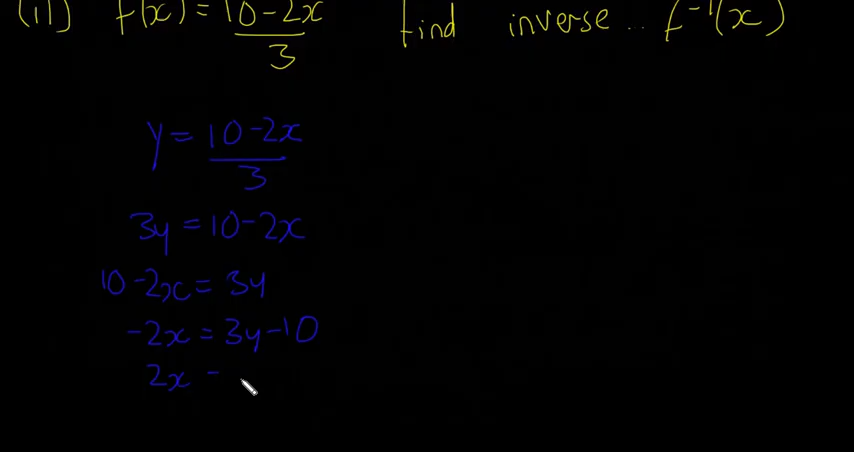 (ii) f(x) = 10-2x / 3 find inverse... f⁻¹(x)
y = 10-2x / 3
3y = 10-2x
10-2x = 3y
-2x = 3y-10
2x =